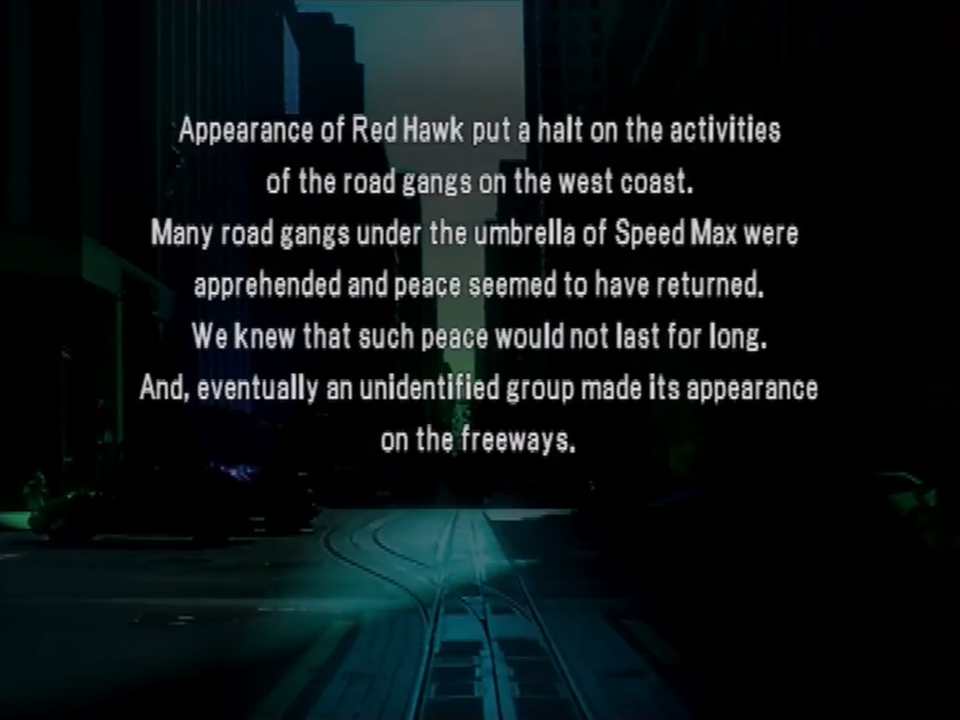 Appearance of Red Hawk put a halt on the activities
of the road gangs on the west coast.
Many road gangs under the umbrella of Speed Max were
apprehended and peace seemed to have returned.
We knew that such peace would not last for long.
And, eventually an unidentified group made its appearance
on the freeways.